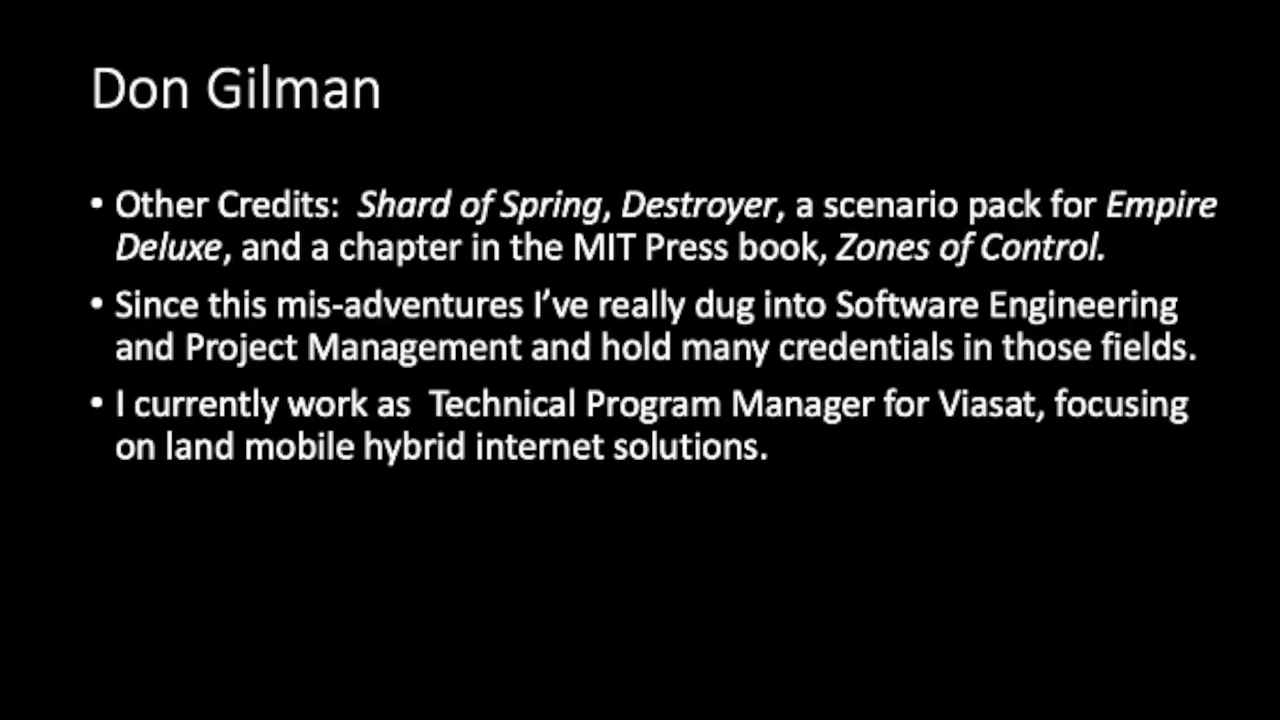 Don Gilman
• Other Credits:  Shard of Spring, Destroyer, a scenario pack for Empire
Deluxe, and a chapter in the MIT Press book, Zones of Control.
• Since this mis-adventures I’ve really dug into Software Engineering
and Project Management and hold many credentials in those fields.
• I currently work as  Technical Program Manager for Viasat, focusing
on land mobile hybrid internet solutions.